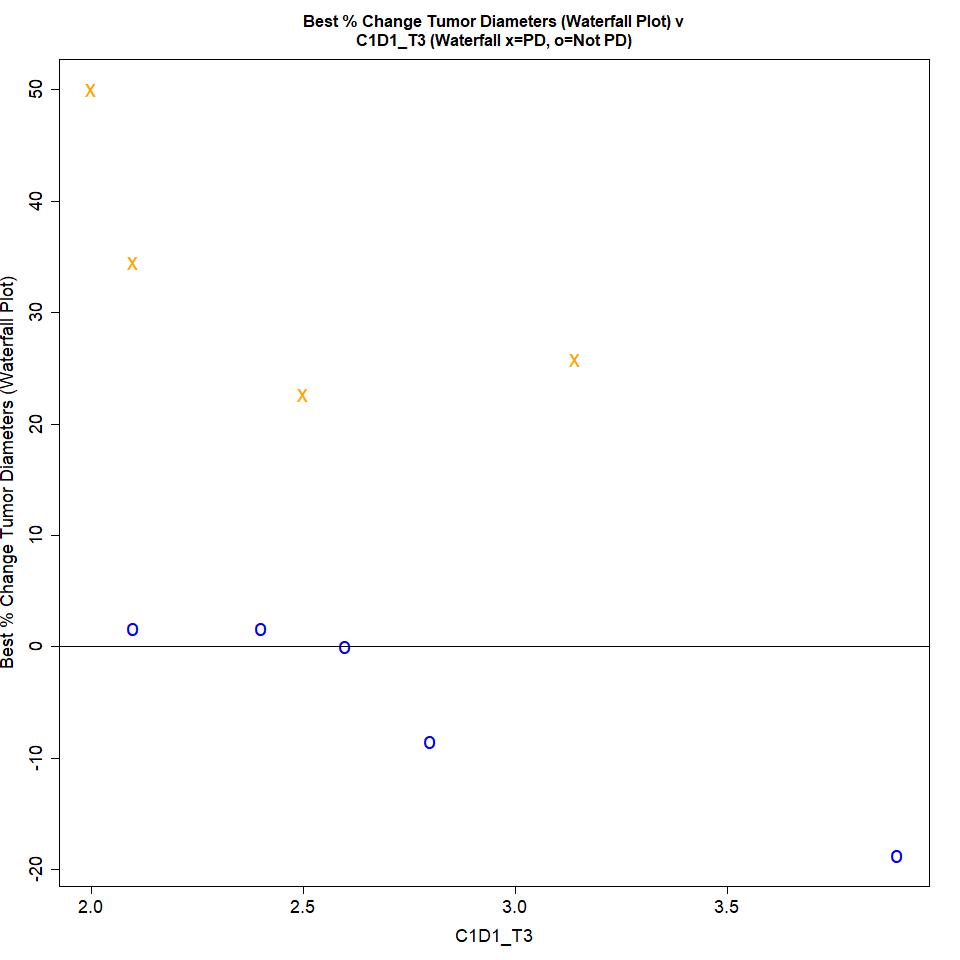 Best % Change Tumor Diameters (Waterfall Plot) v
C1D1_T3 (Waterfall x=PD, o=Not PD)
Best % Change Tumor Diameters (Waterfall Plot)
50
40
30
20
10
0
-10
-20
X
X
X
X
O
O
O
O
O
2.0 2.5 3.0 3.5
C1D1_T3